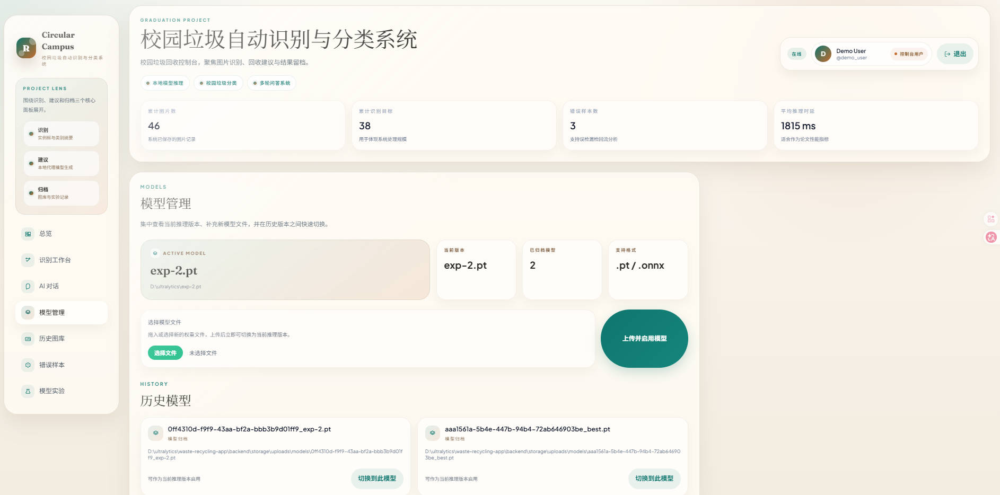 R
Circular
Campus
校园垃圾自动识别与分类系
统
PROJECT LENS
围绕识别、建议和归档三个核心
面板展开。
识别
实例框与类别摘要
建议
本地代理模型生成
归档
图库与实验记录
总览
识别工作台
AI 对话
模型管理
历史图库
错误样本
模型实验
GRADUATION PROJECT
校园垃圾自动识别与分类系统
校园垃圾回收控制台，聚焦图片识别、回收建议与结果留档。
本地模型推理
校园垃圾分类
多轮问答系统
在线
D
Demo User
@demo_user
控制台用户
退出
累计图片数
46
系统已保存的图片记录
累计识别目标
38
用于体现系统处理规模
错误样本数
3
支持误检漏检回流分析
平均推理时延
1815 ms
适合作为论文性能指标
MODELS
模型管理
集中查看当前推理版本、补充新模型文件，并在历史版本之间快速切换。
ACTIVE MODEL
exp-2.pt
D:\ultralytics\exp-2.pt
当前版本
exp-2.pt
已归档模型
2
支持格式
.pt / .onnx
选择模型文件
拖入或选择新的权重文件，上传后立即可切换为当前推理版本。
选择文件
未选择文件
上传并启用模型
HISTORY
历史模型
0ff4310d-f9f9-43aa-bf2a-bbb3b9d01ff9_exp-2.pt
模型归档
D:\ultralytics\waste-recycling-app\backend\storage\uploads\models\0ff4310d-f9f9-43aa-bf2a-bbb3b9d01f
f9_exp-2.pt
可作为当前推理版本启用
切换到此模型
aaa1561a-5b4e-447b-94b4-72ab646903be_best.pt
模型归档
D:\ultralytics\waste-recycling-app\backend\storage\uploads\models\aaa1561a-5b4e-447b-94b4-72ab64690
3be_best.pt
可作为当前推理版本启用
切换到此模型